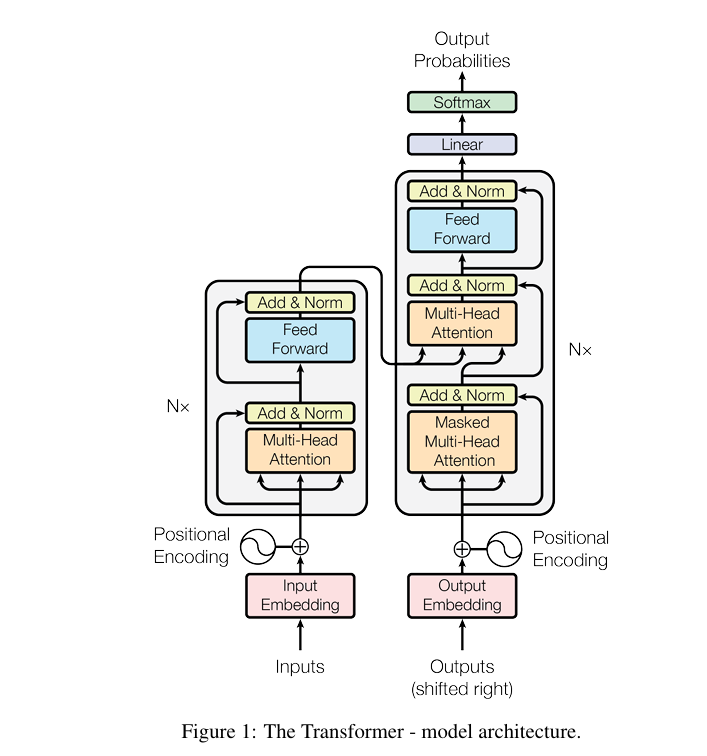 Output
Probabilities
Softmax
Linear
Add & Norm
Feed
Forward
Add & Norm
Multi-Head
Attention
Add & Norm
Masked
Multi-Head
Attention
N×
Positional
Encoding
Output
Embedding
Outputs
(shifted right)
Add & Norm
Feed
Forward
Add & Norm
Multi-Head
Attention
N×
Positional
Encoding
Input
Embedding
Inputs
Figure 1: The Transformer - model architecture.